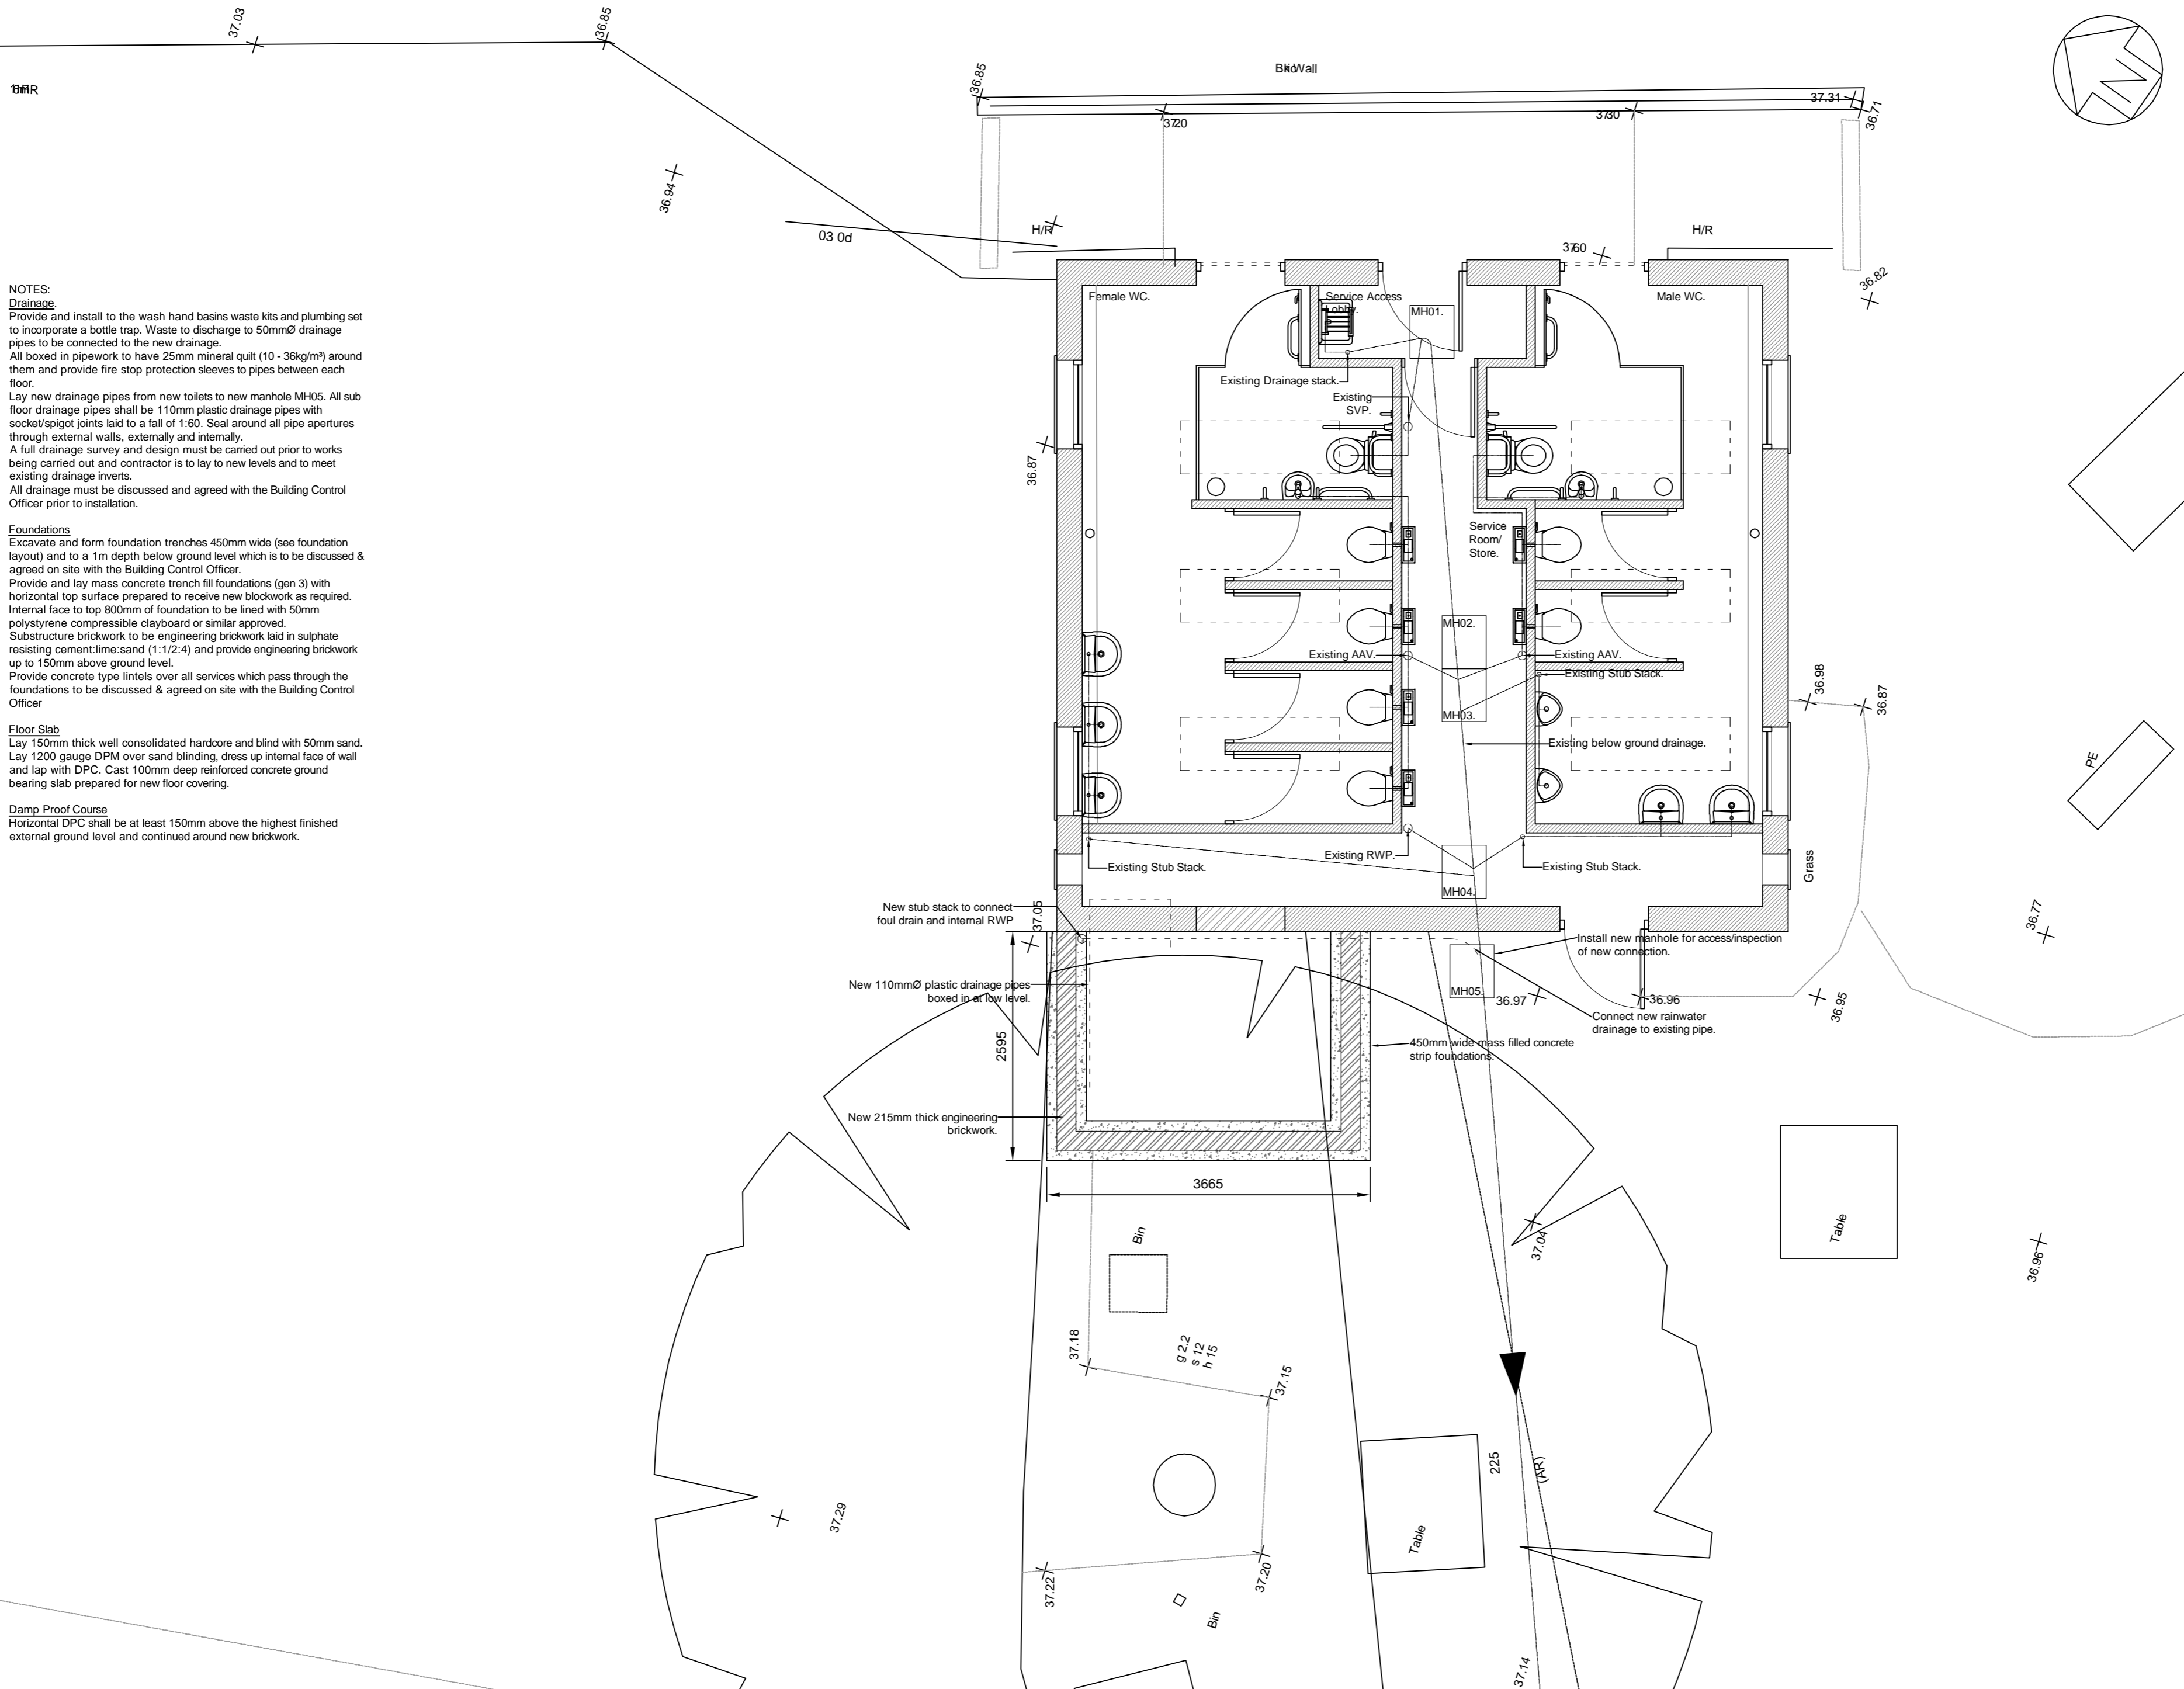 37.03
36.85
36.85
37.31
36.71
36.94
H/R
H/R
36.82
NOTES:
Drainage.
Provide and install to the wash hand basins waste kits and plumbing set
to incorporate a bottle trap. Waste to discharge to 50mmØ drainage
pipes to be connected to the new drainage.
All boxed in pipework to have 25mm mineral quilt (10 - 36kg/m³) around
them and provide fire stop protection sleeves to pipes between each
floor.
Lay new drainage pipes from new toilets to new manhole MH05. All sub
floor drainage pipes shall be 110mm plastic drainage pipes with
socket/spigot joints laid to a fall of 1:60. Seal around all pipe apertures
through external walls, externally and internally.
A full drainage survey and design must be carried out prior to works
being carried out and contractor is to lay to new levels and to meet
existing drainage inverts.
All drainage must be discussed and agreed with the Building Control
Officer prior to installation.
Foundations
Excavate and form foundation trenches 450mm wide (see foundation
layout) and to a 1m depth below ground level which is to be discussed &
agreed on site with the Building Control Officer.
Provide and lay mass concrete trench fill foundations (gen 3) with
horizontal top surface prepared to receive new blockwork as required.
Internal face to top 800mm of foundation to be lined with 50mm
polystyrene compressible clayboard or similar approved.
Substructure brickwork to be engineering brickwork laid in sulphate
resisting cement:lime:sand (1:1/2:4) and provide engineering brickwork
up to 150mm above ground level.
Provide concrete type lintels over all services which pass through the
foundations to be discussed & agreed on site with the Building Control
Officer
Floor Slab
Lay 150mm thick well consolidated hardcore and blind with 50mm sand.
Lay 1200 gauge DPM over sand blinding, dress up internal face of wall
and lap with DPC. Cast 100mm deep reinforced concrete ground
bearing slab prepared for new floor covering.
Damp Proof Course
Horizontal DPC shall be at least 150mm above the highest finished
external ground level and continued around new brickwork.
Female WC.
Service Access
Lobby.
MH01.
Male WC.
Existing Drainage stack.
Existing
SVP.
36.87
Service
Room/
Store.
MH02.
Existing AAV.
Existing AAV.
Existing Stub Stack.
MH03.
Existing below ground drainage.
36.98
36.87
PE
Existing RWP.
Existing Stub Stack.
Existing Stub Stack.
MH04.
Grass
New stub stack to connect
foul drain and internal RWP
37.05
Install new manhole for access/inspection
of new connection.
36.77
New 110mmØ plastic drainage pipes
boxed in at low level.
MH05.
36.97
36.96
36.95
Connect new rainwater
drainage to existing pipe.
2595
450mm wide mass filled concrete
strip foundations.
New 215mm thick engineering
brickwork.
3665
Bin
37.04
Table
36.96
37.18
g 2.2
s 12
h 15
37.15
37.29
225
(AR)
Table
37.22
37.20
Bin
37.14